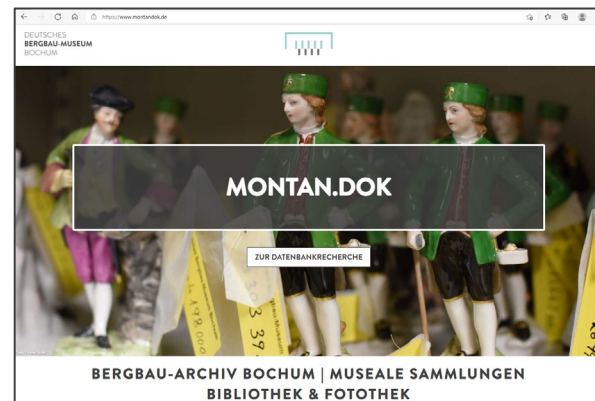 https://www.montandok.de
DEUTSCHES
BERGBAU-MUSEUM
BOCHUM
MONTAN.DOK
ZUR DATENBANKRECHERCHE
BERGBAU-ARCHIV BOCHUM | MUSEALE SAMMLUNGEN
BIBLIOTHEK & FOTOTHEK